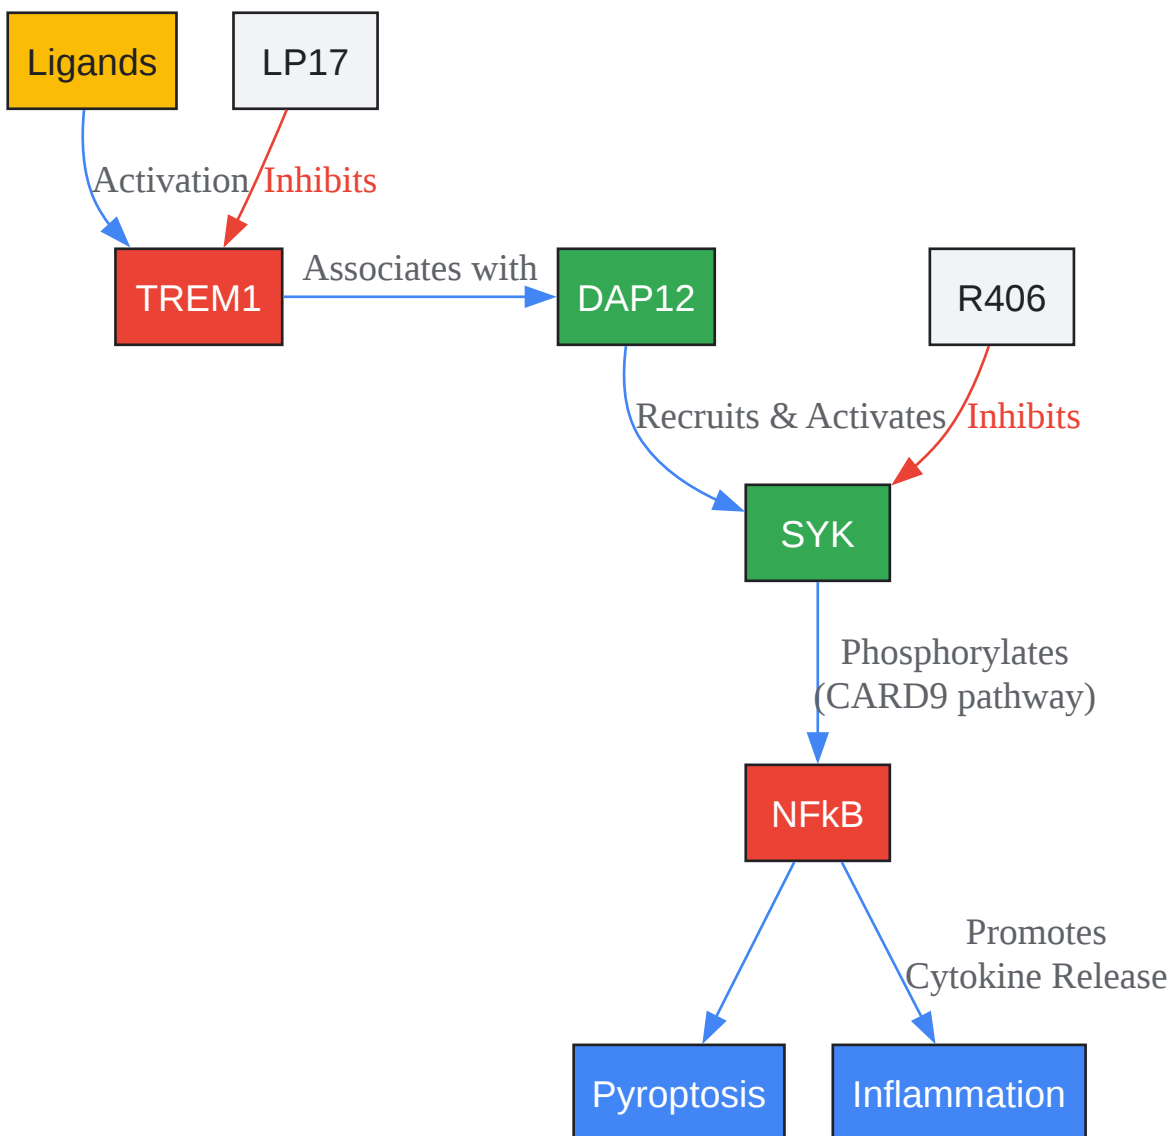 Ligands
LP17
Activation
Inhibits
TREM1
Associates with
DAP12
R406
Recruits & Activates
Inhibits
SYK
Phosphorylates
(CARD9 pathway)
NFkB
Promotes
Cytokine Release
Pyroptosis
Inflammation